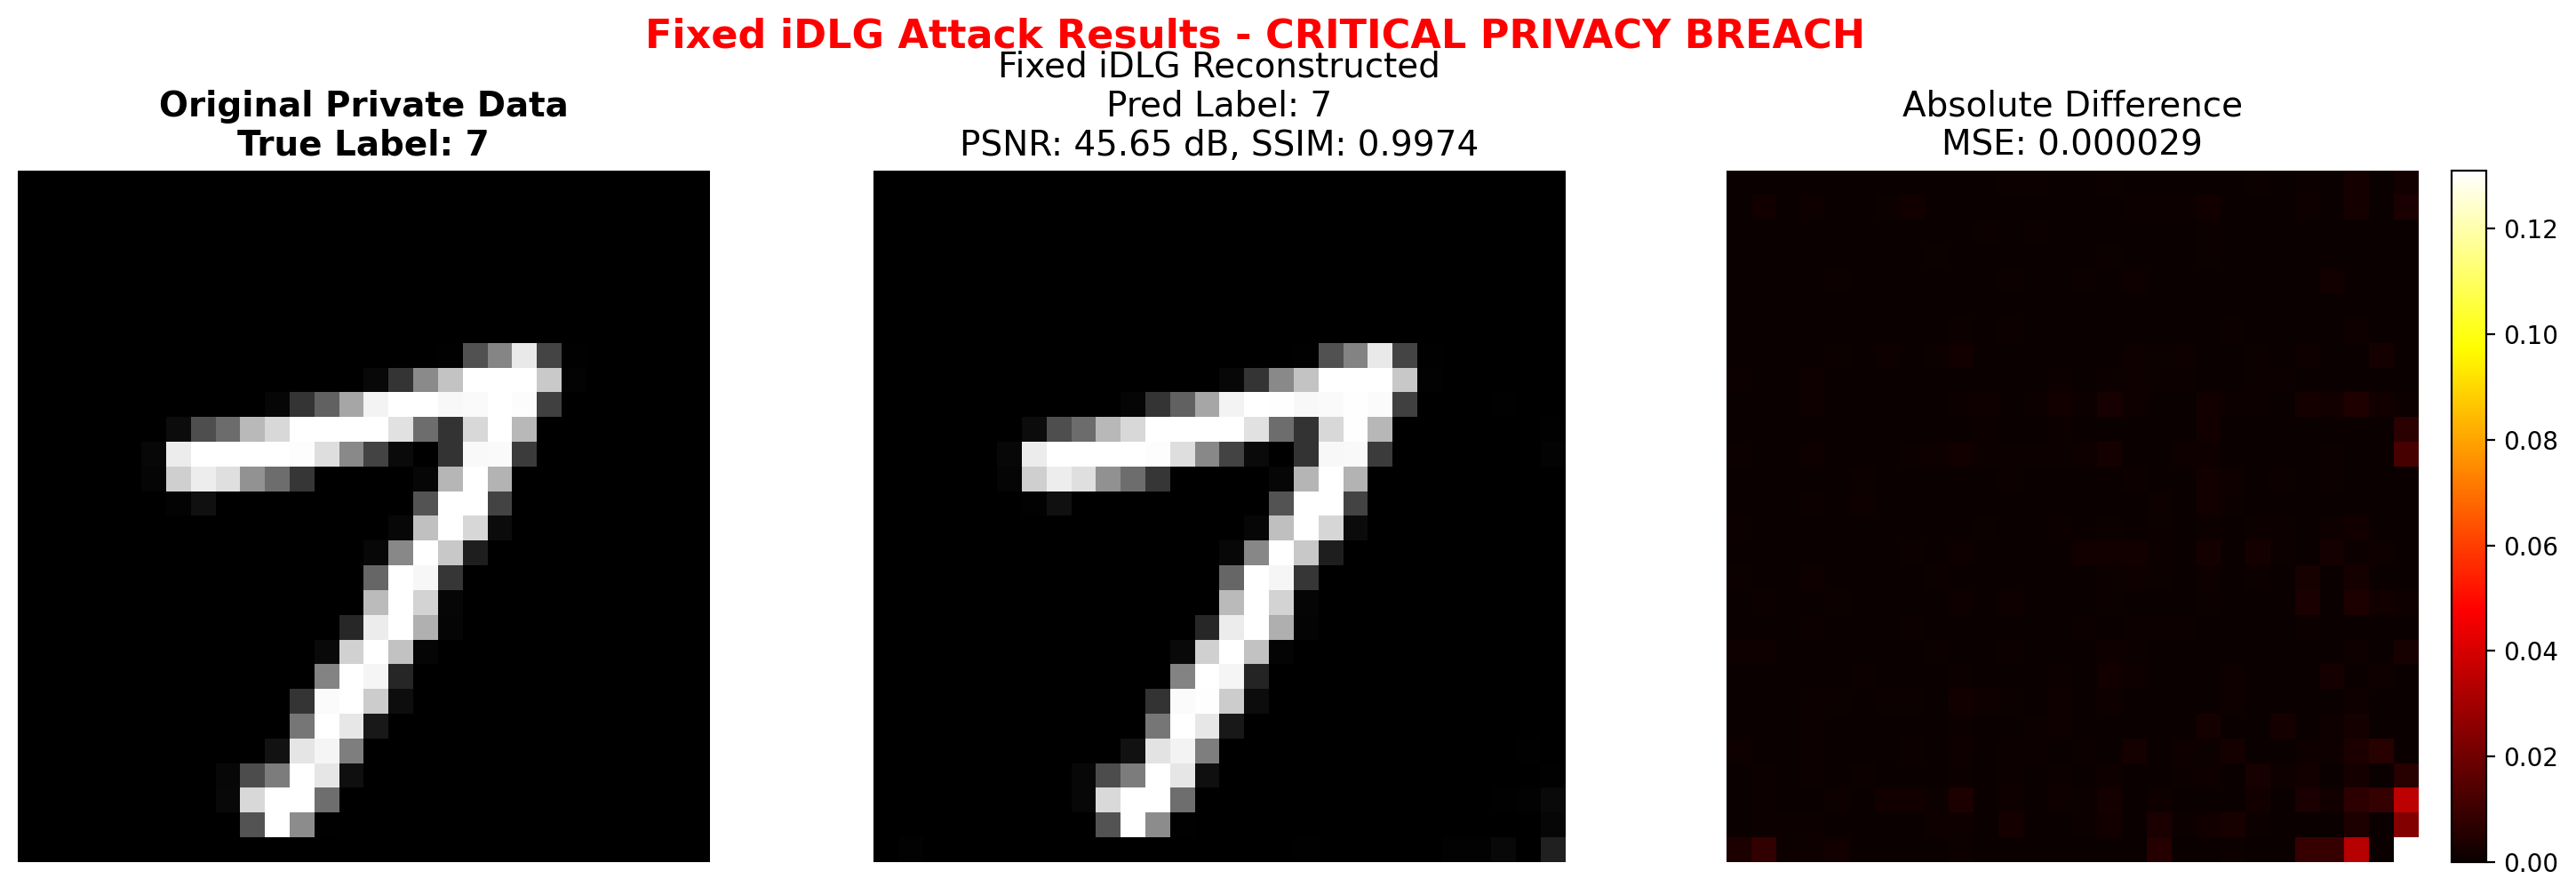 Fixed iDLG Attack Results - CRITICAL PRIVACY BREACH
Original Private Data
True Label: 7
Fixed iDLG Reconstructed
Pred Label: 7
PSNR: 45.65 dB, SSIM: 0.9974
Absolute Difference
MSE: 0.000029
7
7
0.12
0.10
0.08
0.06
0.04
0.02
0.00